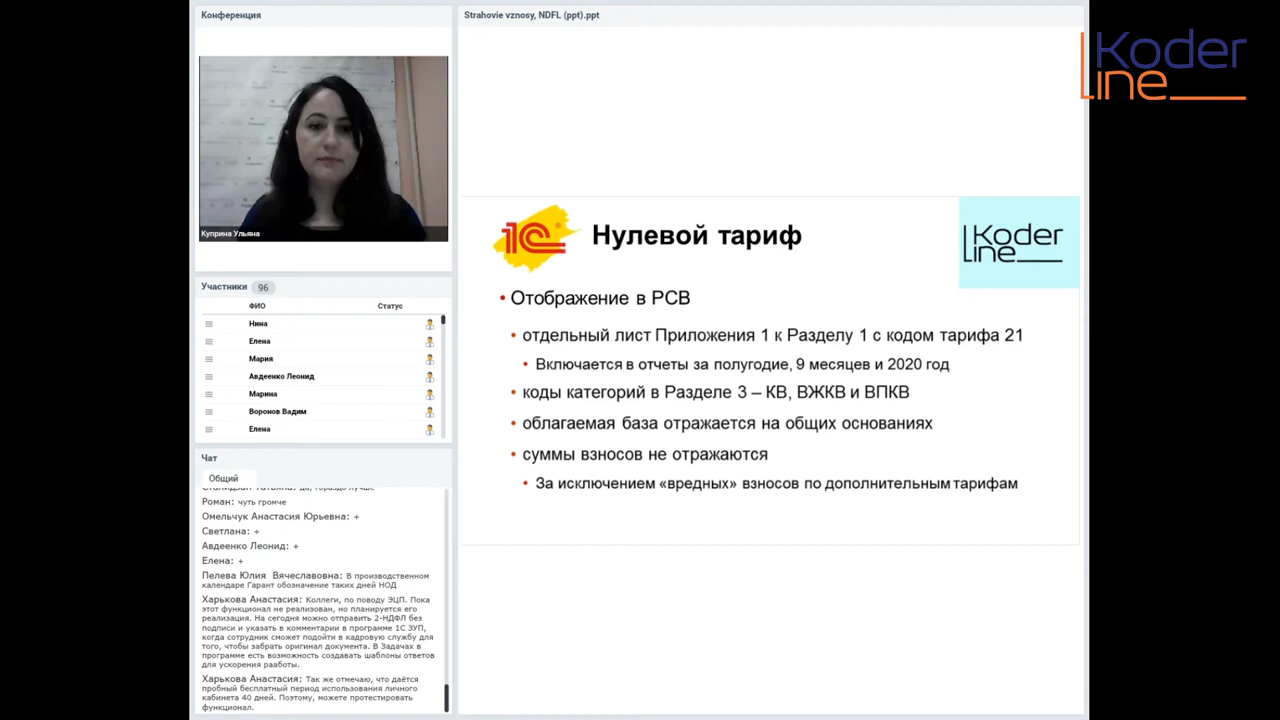 Конференция
Куприна Ульяна
Участники 96
ФИО Статус
Нина
Елена
Мария
Авдеенко Леонид
Марина
Воронов Вадим
Елена
Чат
Общий
да, гораздо лучше
Роман: чуть громче
Омельчук Анастасия Юрьевна: +
Светлана: +
Авдеенко Леонид: +
Елена: +
Пелева Юлия Вячеславовна: В производственном
календаре Гарант обозначение таких дней НОД
Харькова Анастасия: Коллеги, по поводу ЭЦП. Пока
этот функционал не реализован, но планируется его
реализация. На сегодня можно отправить 2-НДФЛ без
подписи и указать в комментарии в программе 1С ЗУП,
когда сотрудник сможет подойти в кадровую службу для
того, чтобы забрать оригинал документа. В Задачах в
программе есть возможность создавать шаблоны ответов
для ускорения рааботы.
Харькова Анастасия: Так же отмечаю, что даётся
пробный бесплатный период использования личного
кабинета 40 дней. Поэтому, можете протестировать
функционал.
Strahovie vznosy, NDFL (ppt).ppt
1С
Нулевой тариф
Koder
Line
• Отображение в РСВ
• отдельный лист Приложения 1 к Разделу 1 с кодом тарифа 21
• Включается в отчеты за полугодие, 9 месяцев и 2020 год
• коды категорий в Разделе 3 – КВ, ВЖКВ и ВПКВ
• облагаемая база отражается на общих основаниях
• суммы взносов не отражаются
• За исключением «вредных» взносов по дополнительным тарифам
Koder
Line